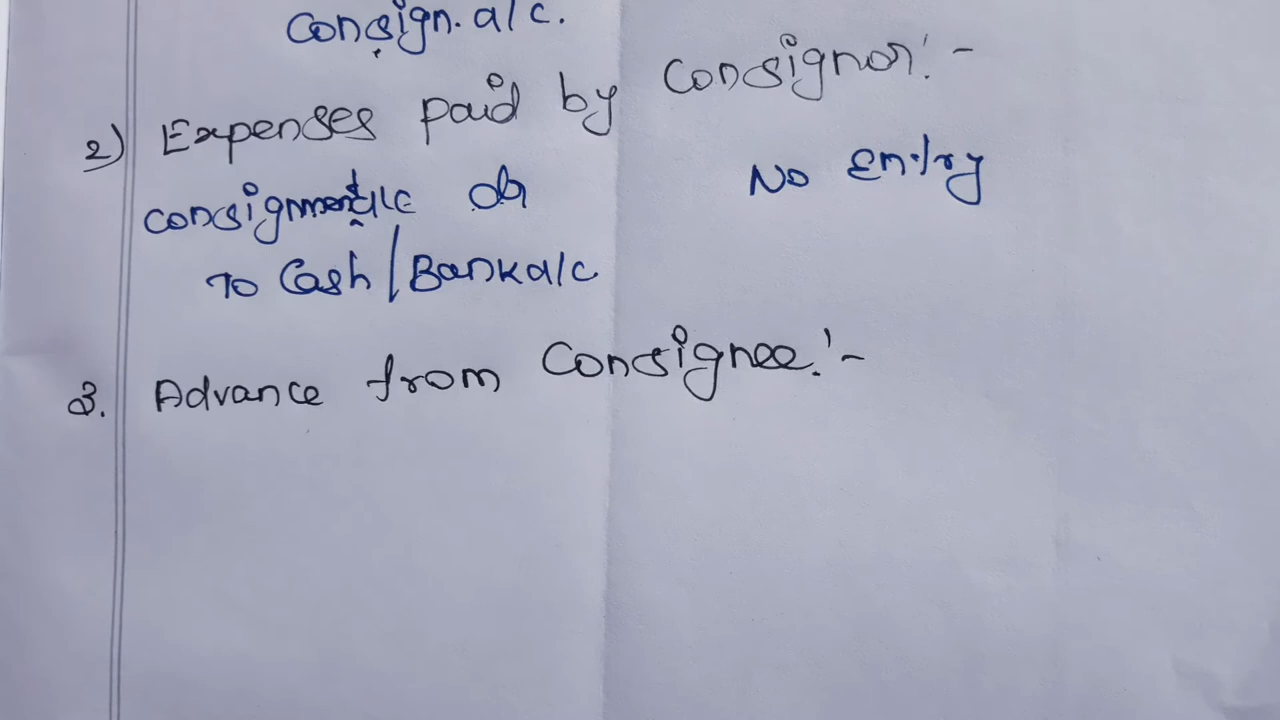 Consign. a/c.
2) Expenses paid by Consignor:-
Consignment a/c dr No Entry
To Cash/Bank a/c
3. Advance from Consignee:-